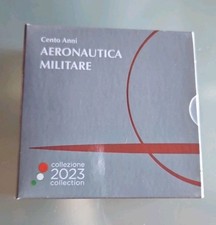 Cento Anni
AERONAUTICA
MILITARE
collezione
2023
collection